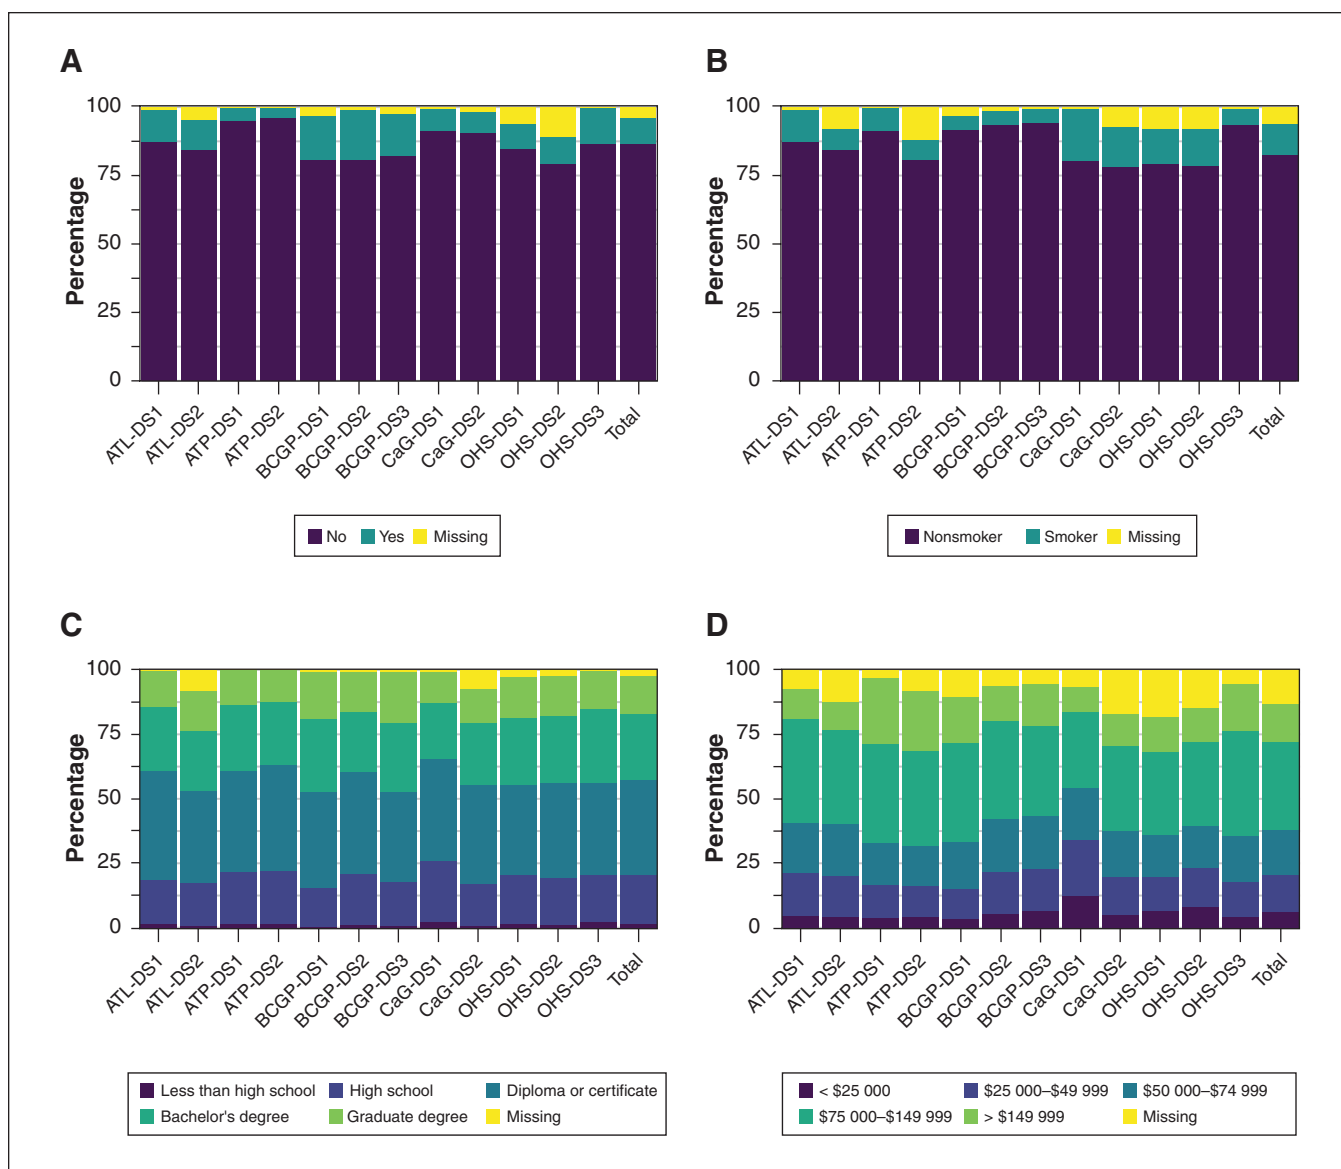 A
Percentage
100
75
50
25
0
ATL-DS1
ATL-DS2
ATP-DS1
ATP-DS2
BCGP-DS1
BCGP-DS2
BCGP-DS3
CaG-DS1
CaG-DS2
OHS-DS1
OHS-DS2
OHS-DS3
Total
No Yes Missing
B
Percentage
100
75
50
25
0
ATL-DS1
ATL-DS2
ATP-DS1
ATP-DS2
BCGP-DS1
BCGP-DS2
BCGP-DS3
CaG-DS1
CaG-DS2
OHS-DS1
OHS-DS2
OHS-DS3
Total
Nonsmoker Smoker Missing
C
Percentage
100
75
50
25
0
ATL-DS1
ATL-DS2
ATP-DS1
ATP-DS2
BCGP-DS1
BCGP-DS2
BCGP-DS3
CaG-DS1
CaG-DS2
OHS-DS1
OHS-DS2
OHS-DS3
Total
Less than high school High school Diploma or certificate
Bachelor's degree Graduate degree Missing
D
Percentage
100
75
50
25
0
ATL-DS1
ATL-DS2
ATP-DS1
ATP-DS2
BCGP-DS1
BCGP-DS2
BCGP-DS3
CaG-DS1
CaG-DS2
OHS-DS1
OHS-DS2
OHS-DS3
Total
< $25 000 $25 000–$49 999 $50 000–$74 999
$75 000–$149 999 > $149 999 Missing